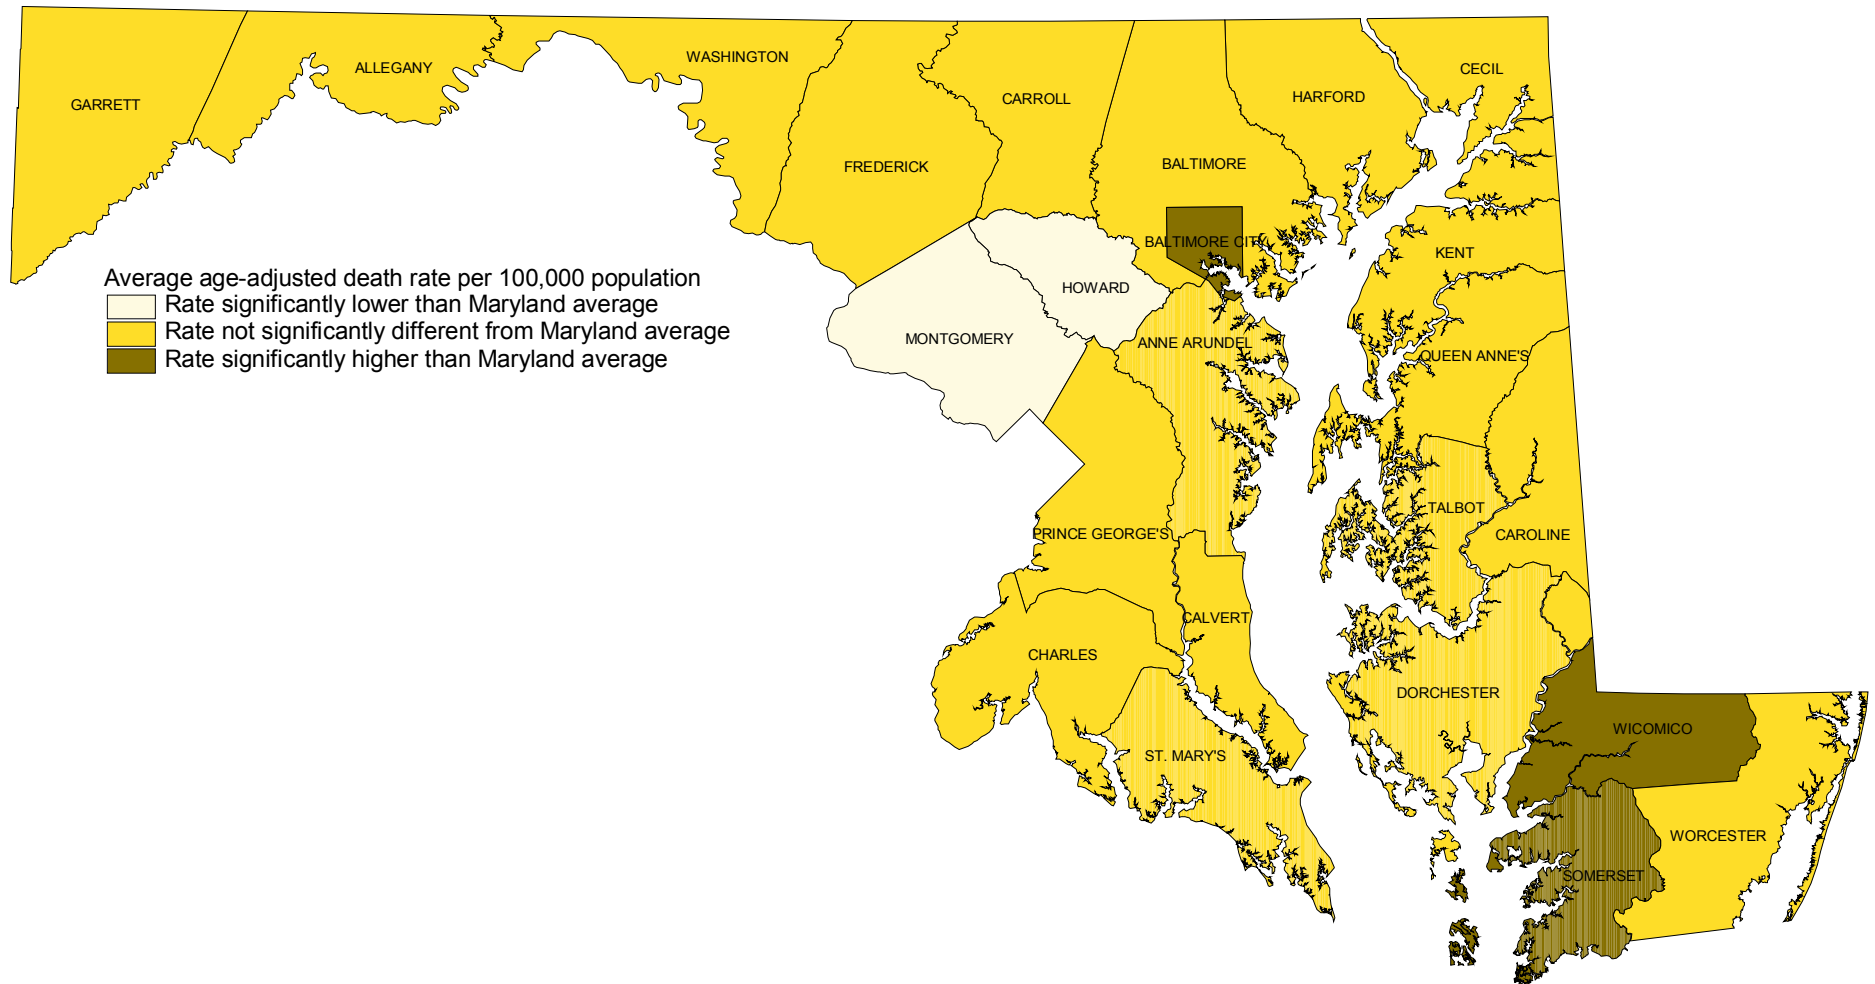 WASHINGTON
ALLEGANY
CECIL
GARRETT
CARROLL
HARFORD
FREDERICK
BALTIMORE
BALTIMORE CITY
KENT
Average age-adjusted death rate per 100,000 population
Rate significantly lower than Maryland average
Rate not significantly different from Maryland average
Rate significantly higher than Maryland average
HOWARD
MONTGOMERY
ANNE ARUNDEL
QUEEN ANNE'S
TALBOT
PRINCE GEORGE'S
CAROLINE
CALVERT
CHARLES
DORCHESTER
WICOMICO
ST. MARY'S
WORCESTER
SOMERSET